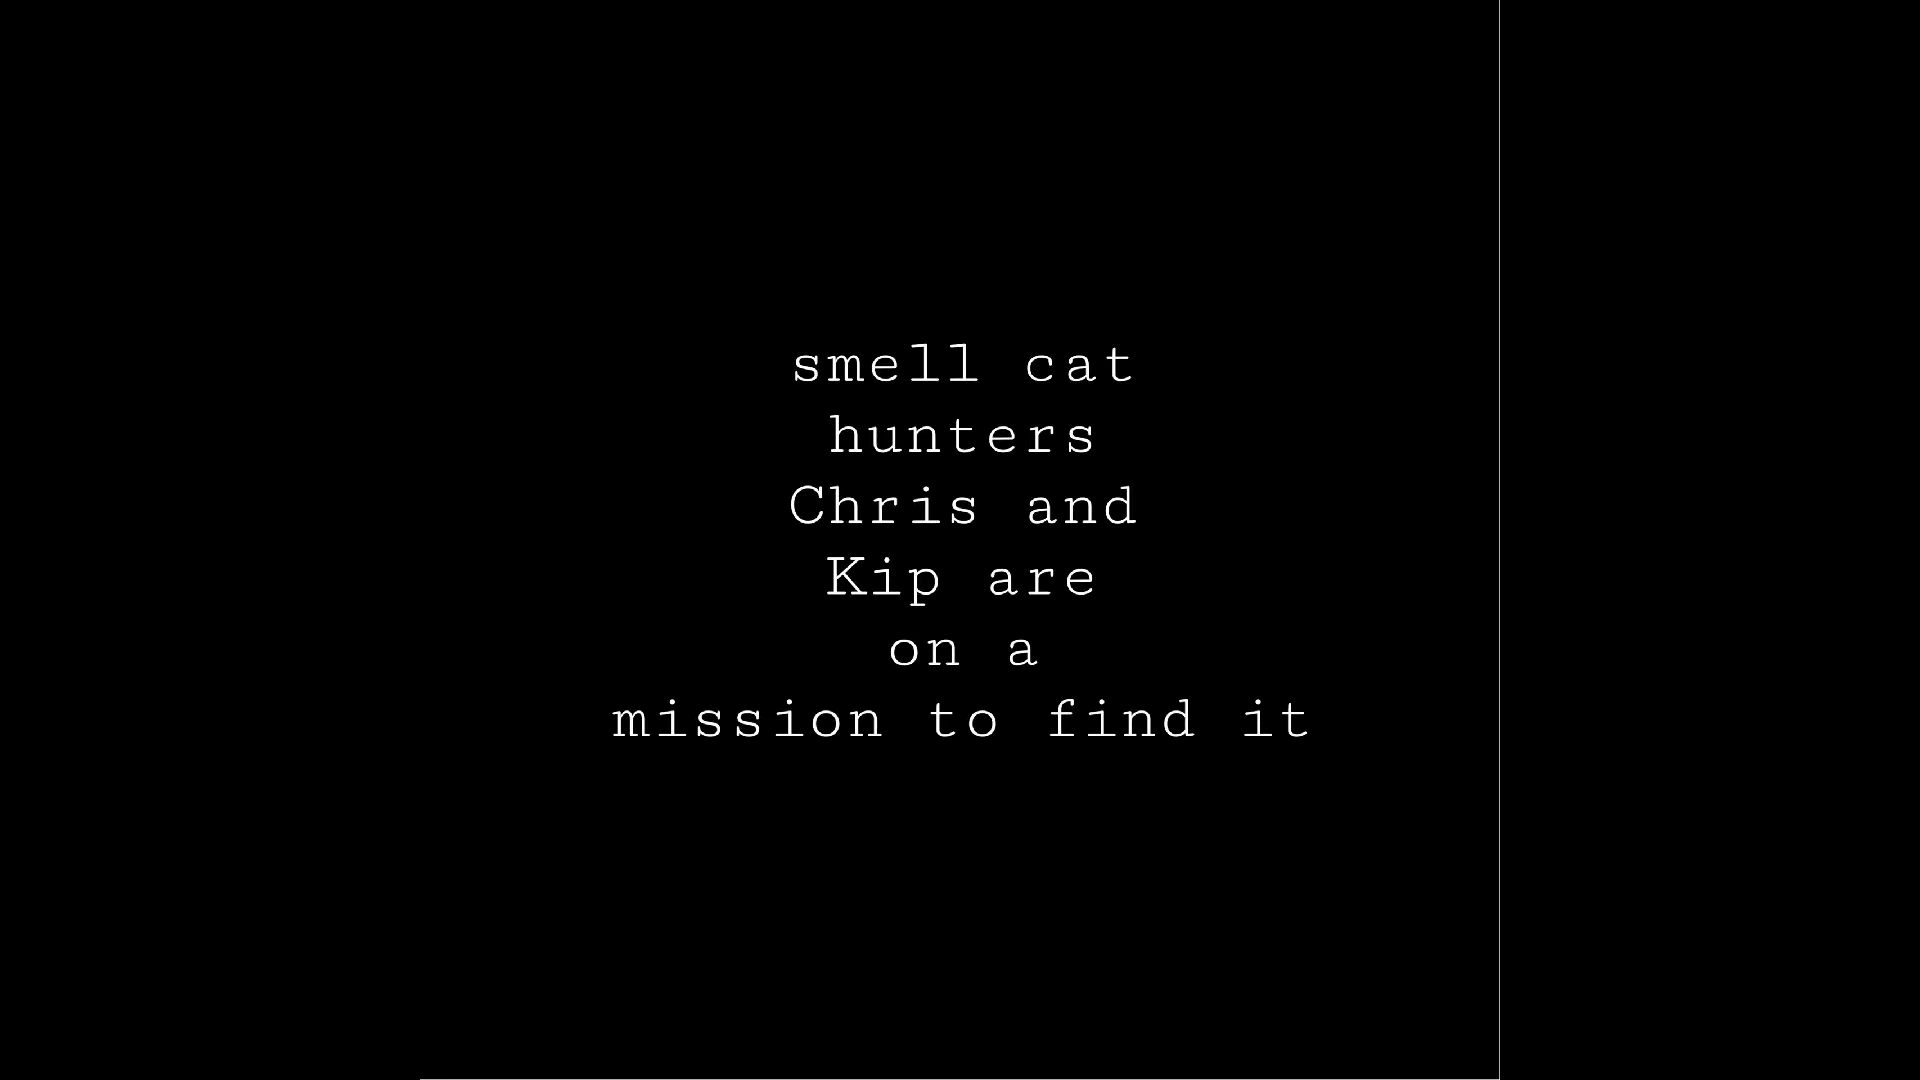 smell cat
hunters
Chris and
Kip are
on a
mission to find it